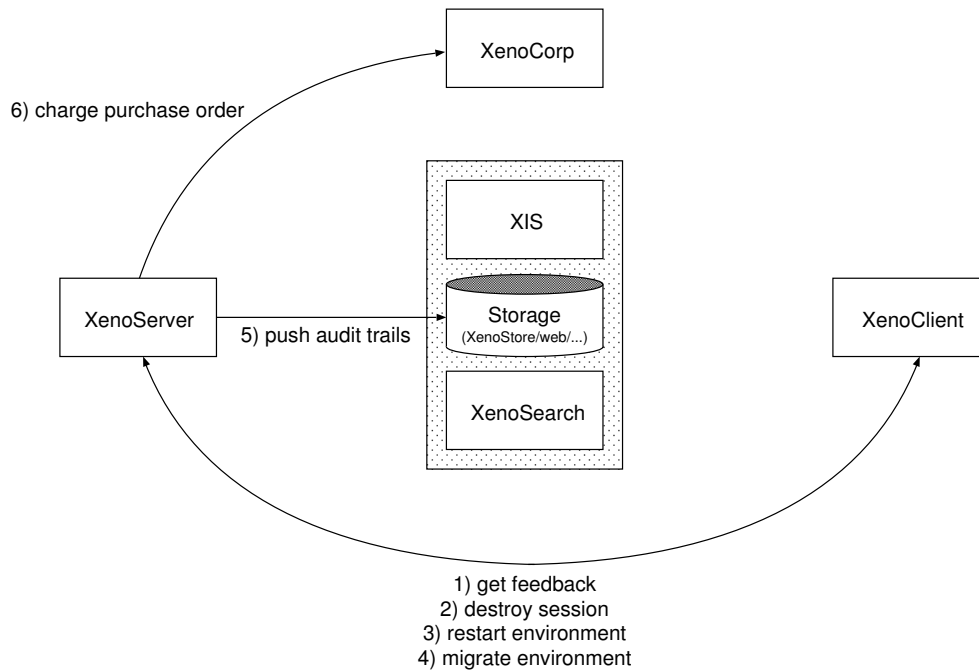 XenoCorp
6) charge purchase order
XIS
XenoServer
5) push audit trails
Storage
(XenoStore/web/...)
XenoClient
XenoSearch
1) get feedback
2) destroy session
3) restart environment
4) migrate environment